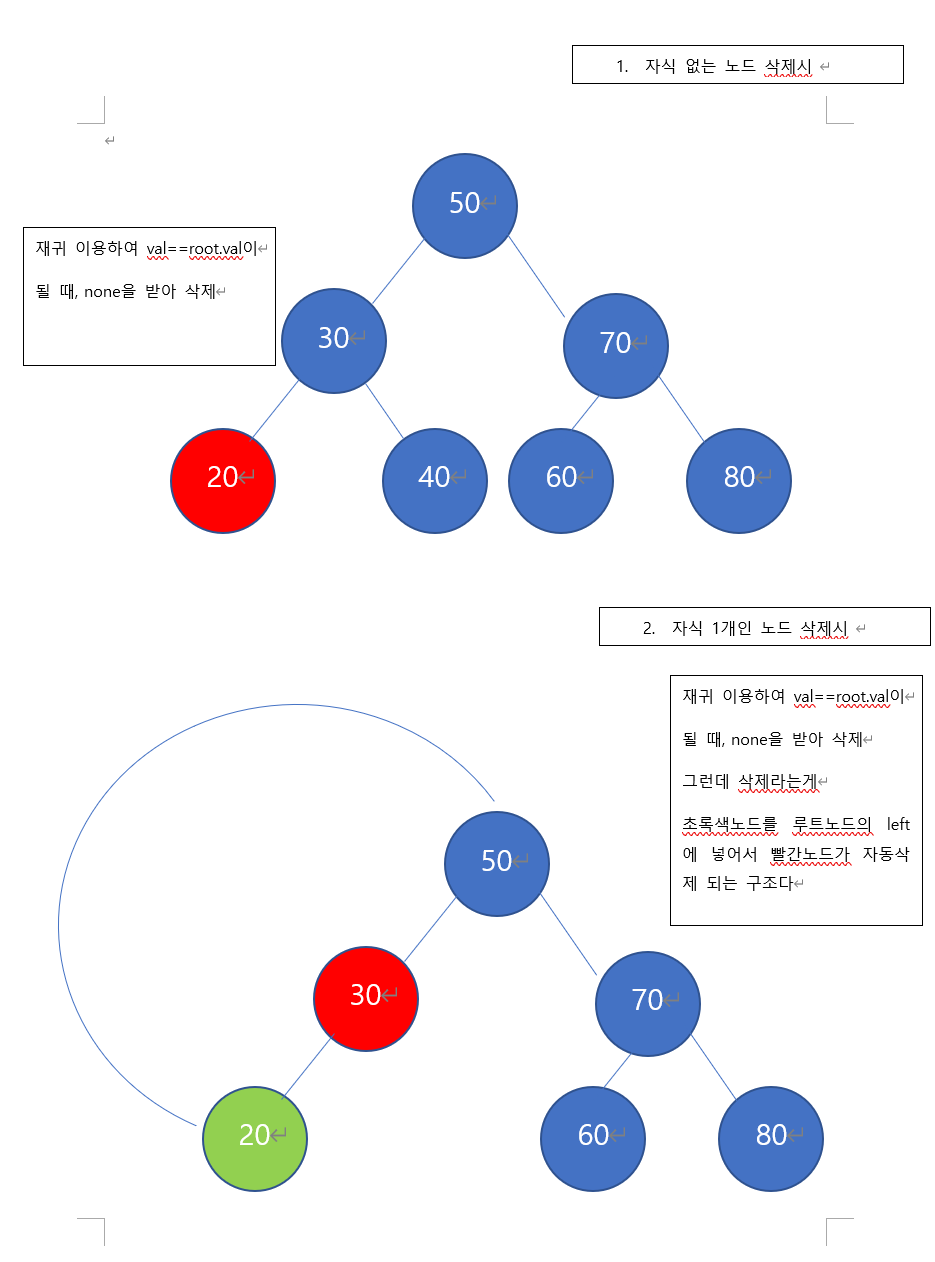 1. 자식 없는 노드 삭제시
50
재귀 이용하여 val==root.val이
될 때, none을 받아 삭제
30
70
20
40
60
80
2. 자식 1개인 노드 삭제시
재귀 이용하여 val==root.val이
될 때, none을 받아 삭제
그런데 삭제라는게
초록색노드를 루트노드의 left
에 넣어서 빨간노드가 자동삭
제 되는 구조다
50
30
70
20
60
80